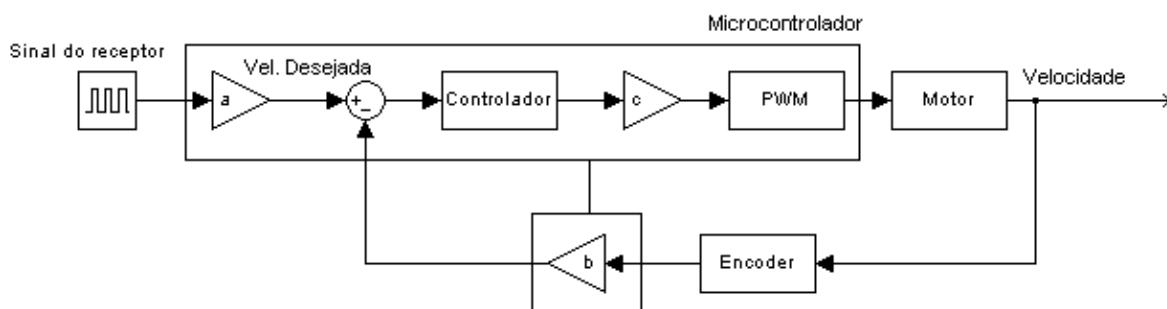 Microcontrolador
Sinal do receptor
Vel. Desejada
Velocidade
a
+
−
Controlador
c
PWM
Motor
b
Encoder